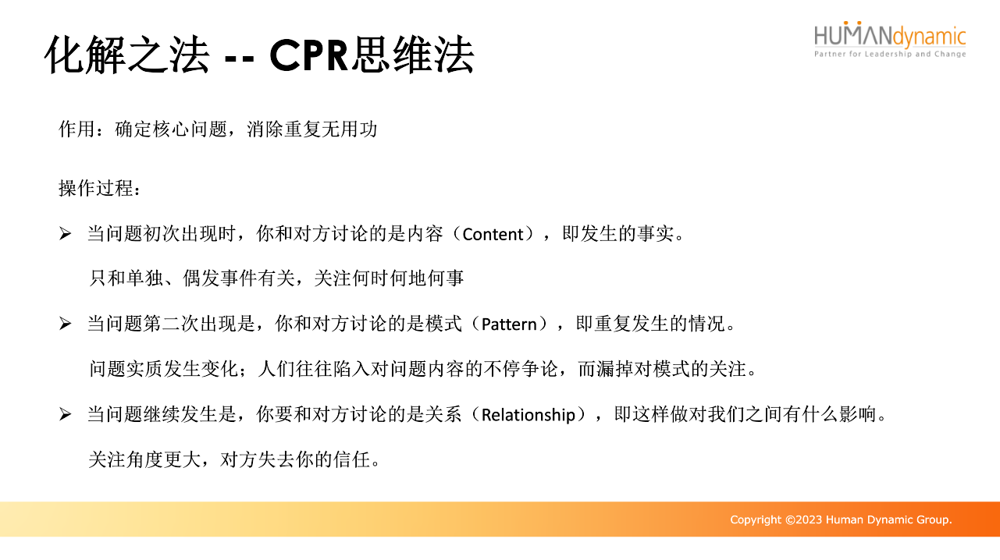 化解之法 -- CPR思维法
HUMANdynamic
Partner for Leadership and Change
作用：确定核心问题，消除重复无用功
操作过程：
➢ 当问题初次出现时，你和对方讨论的是内容（Content），即发生的事实。
只和单独、偶发事件有关，关注何时何地何事
➢ 当问题第二次出现是，你和对方讨论的是模式（Pattern），即重复发生的情况。
问题实质发生变化；人们往往陷入对问题内容的不停争论，而漏掉对模式的关注。
➢ 当问题继续发生是，你要和对方讨论的是关系（Relationship），即这样做对我们之间有什么影响。
关注角度更大，对方失去你的信任。
Copyright ©2023 Human Dynamic Group.